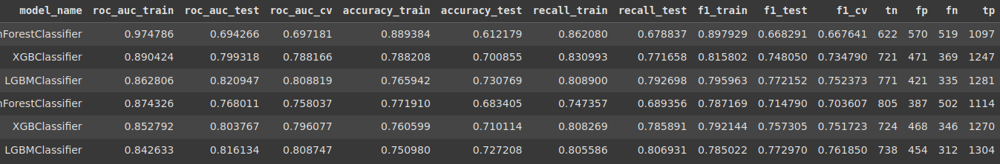 model_name roc_auc_train roc_auc_test roc_auc_cv accuracy_train accuracy_test recall_train recall_test f1_train f1_test f1_cv tn fp fn tp
nForestClassifier 0.974786 0.694266 0.697181 0.889384 0.612179 0.862080 0.678837 0.897929 0.668291 0.667641 622 570 519 1097
XGBClassifier 0.890424 0.799318 0.788166 0.788208 0.700855 0.830993 0.771658 0.815802 0.748050 0.734790 721 471 369 1247
LGBMClassifier 0.862806 0.820947 0.808819 0.765942 0.730769 0.808900 0.792698 0.795963 0.772152 0.752373 771 421 335 1281
nForestClassifier 0.874326 0.768011 0.758037 0.771910 0.683405 0.747357 0.689356 0.787169 0.714790 0.703607 805 387 502 1114
XGBClassifier 0.852792 0.803767 0.796077 0.760599 0.710114 0.808269 0.785891 0.792144 0.757305 0.751723 724 468 346 1270
LGBMClassifier 0.842633 0.816134 0.808747 0.750980 0.727208 0.805586 0.806931 0.785022 0.772970 0.761850 738 454 312 1304